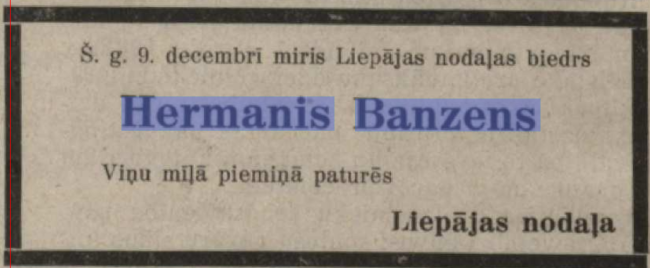 Š. g. 9. decembrī miris Liepājas nodaļas biedrs
Hermanis Banzens
Viņu mīļā piemiņā paturēs
Liepājas nodaļa